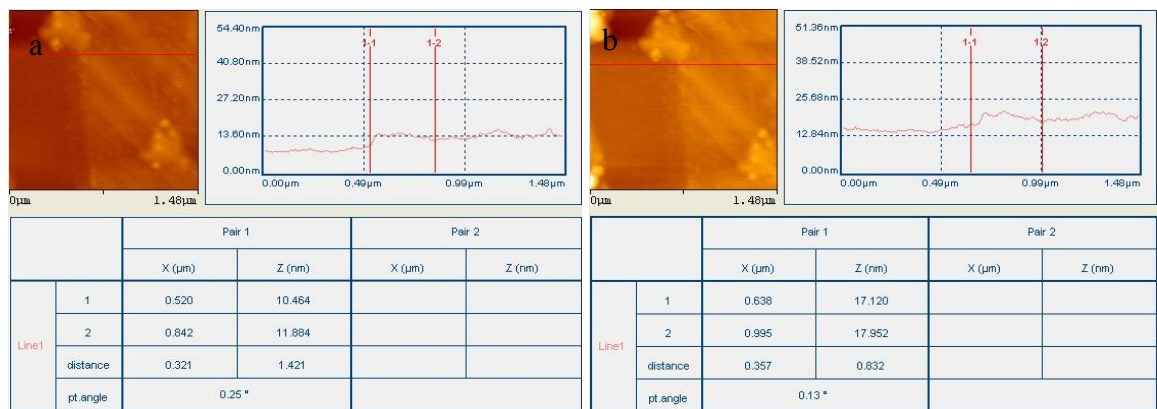 a
0µm 1.48µm
54.40nm
40.80nm
27.20nm
13.60nm
0.00nm
1-1 1-2
0.00µm 0.49µm 0.99µm 1.48µm
Pair 1 Pair 2
X (µm) Z (nm) X (µm) Z (nm)
Line1
1 0.520 10.464
2 0.842 11.884
distance 0.321 1.421
pt.angle 0.25 °
b
0µm 1.48µm
51.36nm
38.52nm
25.68nm
12.84nm
0.00nm
1-1 1-2
0.00µm 0.49µm 0.99µm 1.48µm
Pair 1 Pair 2
X (µm) Z (nm) X (µm) Z (nm)
Line1
1 0.638 17.120
2 0.995 17.952
distance 0.357 0.832
pt.angle 0.13 °